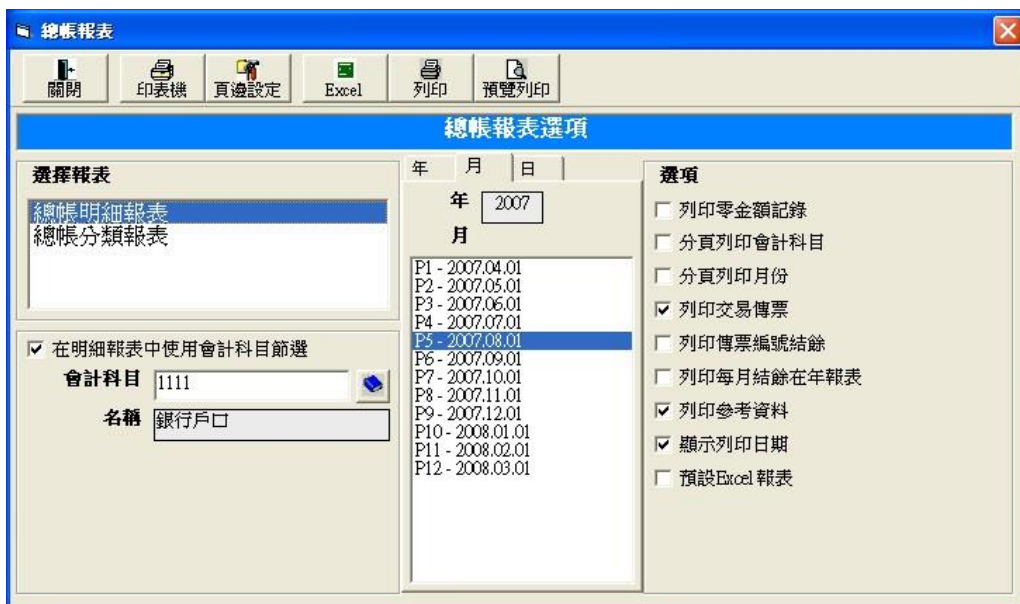 總帳報表
關閉
印表機
頁邊設定
Excel
列印
預覽列印
總帳報表選項
選擇報表
總帳明細報表
總帳分類報表
在明細報表中使用會計科目節選
會計科目 1111
名稱 銀行戶口
年 月 日
年 2007
月
P1 - 2007.04.01
P2 - 2007.05.01
P3 - 2007.06.01
P4 - 2007.07.01
P5 - 2007.08.01
P6 - 2007.09.01
P7 - 2007.10.01
P8 - 2007.11.01
P9 - 2007.12.01
P10 - 2008.01.01
P11 - 2008.02.01
P12 - 2008.03.01
選項
列印零金額記錄
分頁列印會計科目
分頁列印月份
列印交易傳票
列印傳票編號結餘
列印每月結餘在年報表
列印參考資料
顯示列印日期
預設Excel 報表